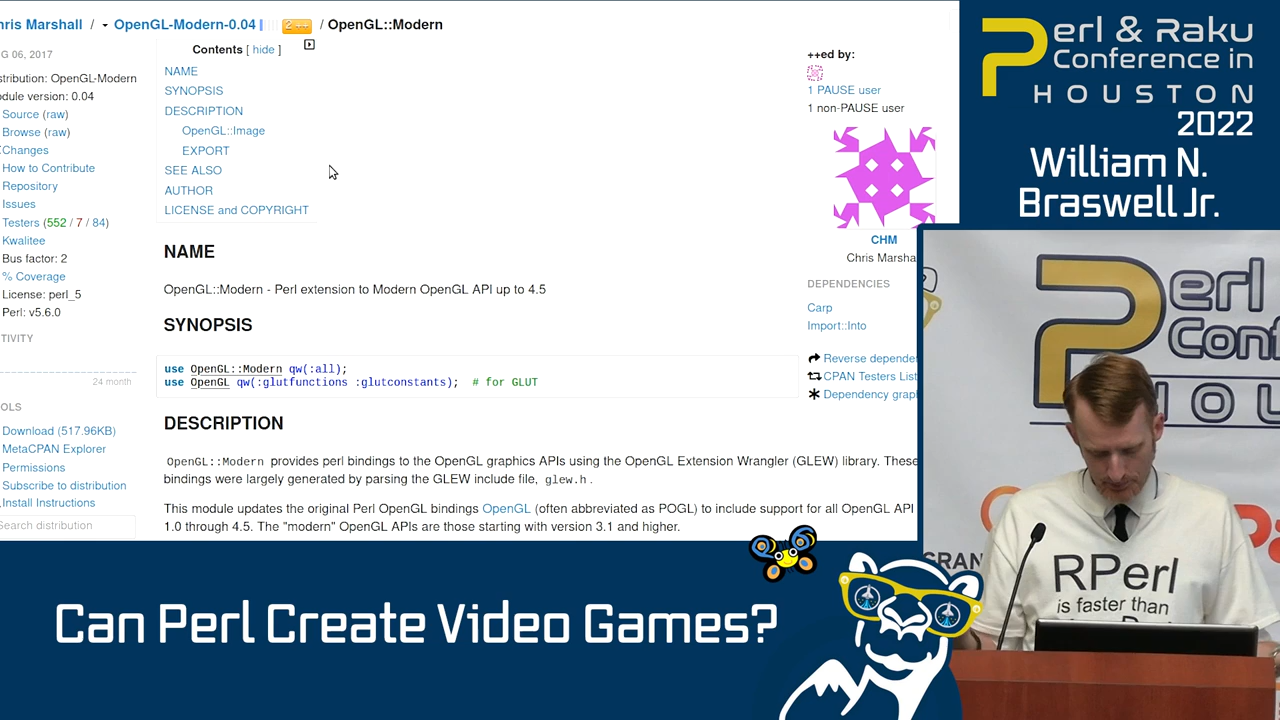 hris Marshall / OpenGL-Modern-0.04 2 ++ / OpenGL::Modern
G 06, 2017
stribution: OpenGL-Modern
odule version: 0.04
Source (raw)
Browse (raw)
Changes
How to Contribute
Repository
Issues
Testers (552 / 7 / 84)
Kwalitee
Bus factor: 2
% Coverage
License: perl_5
Perl: v5.6.0
TIVITY
24 month
OLS
Download (517.96KB)
MetaCPAN Explorer
Permissions
Subscribe to distribution
Install Instructions
Search distribution
Contents [ hide ]
NAME
SYNOPSIS
DESCRIPTION
OpenGL::Image
EXPORT
SEE ALSO
AUTHOR
LICENSE and COPYRIGHT
NAME
OpenGL::Modern - Perl extension to Modern OpenGL API up to 4.5
SYNOPSIS
use OpenGL::Modern qw(:all);
use OpenGL qw(:glutfunctions :glutconstants);  # for GLUT
DESCRIPTION
OpenGL::Modern provides perl bindings to the OpenGL graphics APIs using the OpenGL Extension Wrangler (GLEW) library. These
bindings were largely generated by parsing the GLEW include file, glew.h.
This module updates the original Perl OpenGL bindings OpenGL (often abbreviated as POGL) to include support for all OpenGL API
1.0 through 4.5. The "modern" OpenGL APIs are those starting with version 3.1 and higher.
++ed by:
1 PAUSE user
1 non-PAUSE user
CHM
Chris Marsha
DEPENDENCIES
Carp
Import::Into
Reverse depende
CPAN Testers List
Dependency grap
Perl & Raku
Conference in
HOUSTON
2022
William N.
Braswell Jr.
Perl
Con
HOU
GRAN
RPerl
is faster than
Can Perl Create Video Games?